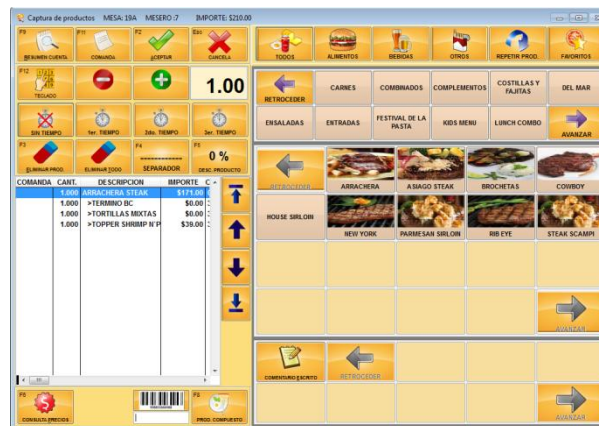 Captura de productos MESA: 19A MESERO :7 IMPORTE: $210.00
F9 F11 F2 Esc
RESUMEN CUENTA COMANDA ACEPTAR CANCELA
TODOS ALIMENTOS BEBIDAS OTROS REPETIR PROD. FAVORITOS
F12
TECLADO 1.00
RETROCEDER CARNES COMBINADOS COMPLEMENTOS COSTILLAS Y FAJITAS DEL MAR
SIN TIEMPO 1er. TIEMPO 2do. TIEMPO 3er. TIEMPO
ENSALADAS ENTRADAS FESTIVAL DE LA PASTA KIDS MENU LUNCH COMBO AVANZAR
F3 F4
ELIMINAR PROD. ELIMINAR TODO SEPARADOR 0 % DESC. PRODUCTO
COMANDA CANT. DESCRIPCION IMPORTE C
1.000 ARRACHERA STEAK $171.00
1.000 >TERMINO BC $0.00
1.000 >TORTILLAS MIXTAS $0.00
1.000 >TOPPER SHRIMP N´P $39.00
RETROCEDER ARRACHERA ASIAGO STEAK BROCHETAS COWBOY
HOUSE SIRLOIN NEW YORK PARMESAN SIRLOIN RIB EYE STEAK SCAMPI
AVANZAR
COMENTARIO ESCRITO RETROCEDER
F6
CONSULTA PRECIOS PROD. COMPUESTO
AVANZAR